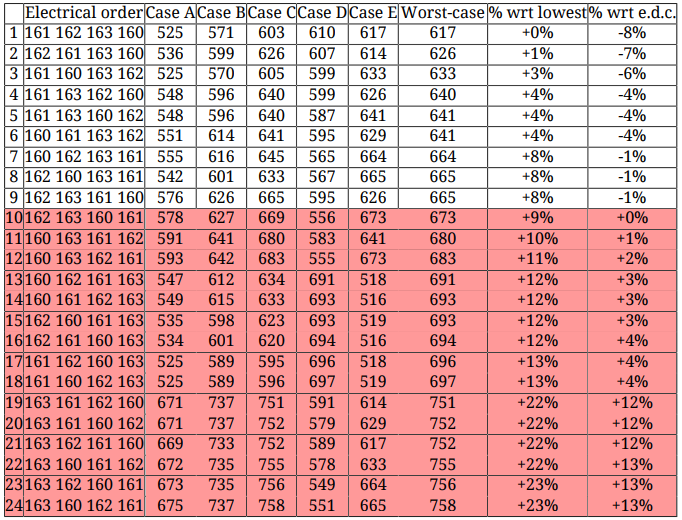 Electrical order Case A Case B Case C Case D Case E Worst-case % wrt lowest % wrt e.d.c.
1 161 162 163 160 525 571 603 610 617 617 +0% -8%
2 162 161 163 160 536 599 626 607 614 626 +1% -7%
3 161 160 163 162 525 570 605 599 633 633 +3% -6%
4 161 163 162 160 548 596 640 599 626 640 +4% -4%
5 161 163 160 162 548 596 640 587 641 641 +4% -4%
6 160 161 163 162 551 614 641 595 629 641 +4% -4%
7 160 162 163 161 555 616 645 565 664 664 +8% -1%
8 162 160 163 161 542 601 633 567 665 665 +8% -1%
9 162 163 161 160 576 626 665 595 626 665 +8% -1%
10 162 163 160 161 578 627 669 556 673 673 +9% +0%
11 160 163 161 162 591 641 680 583 641 680 +10% +1%
12 160 163 162 161 593 642 683 555 673 683 +11% +2%
13 160 162 161 163 547 612 634 691 518 691 +12% +3%
14 160 161 162 163 549 615 633 693 516 693 +12% +3%
15 162 160 161 163 535 598 623 693 519 693 +12% +3%
16 162 161 160 163 534 601 620 694 516 694 +12% +4%
17 161 162 160 163 525 589 595 696 518 696 +13% +4%
18 161 160 162 163 525 589 596 697 519 697 +13% +4%
19 163 161 162 160 671 737 751 591 614 751 +22% +12%
20 163 161 160 162 671 737 752 579 629 752 +22% +12%
21 163 162 161 160 669 733 752 589 617 752 +22% +12%
22 163 160 161 162 672 735 755 578 633 755 +22% +13%
23 163 162 160 161 673 735 756 549 664 756 +23% +13%
24 163 160 162 161 675 737 758 551 665 758 +23% +13%